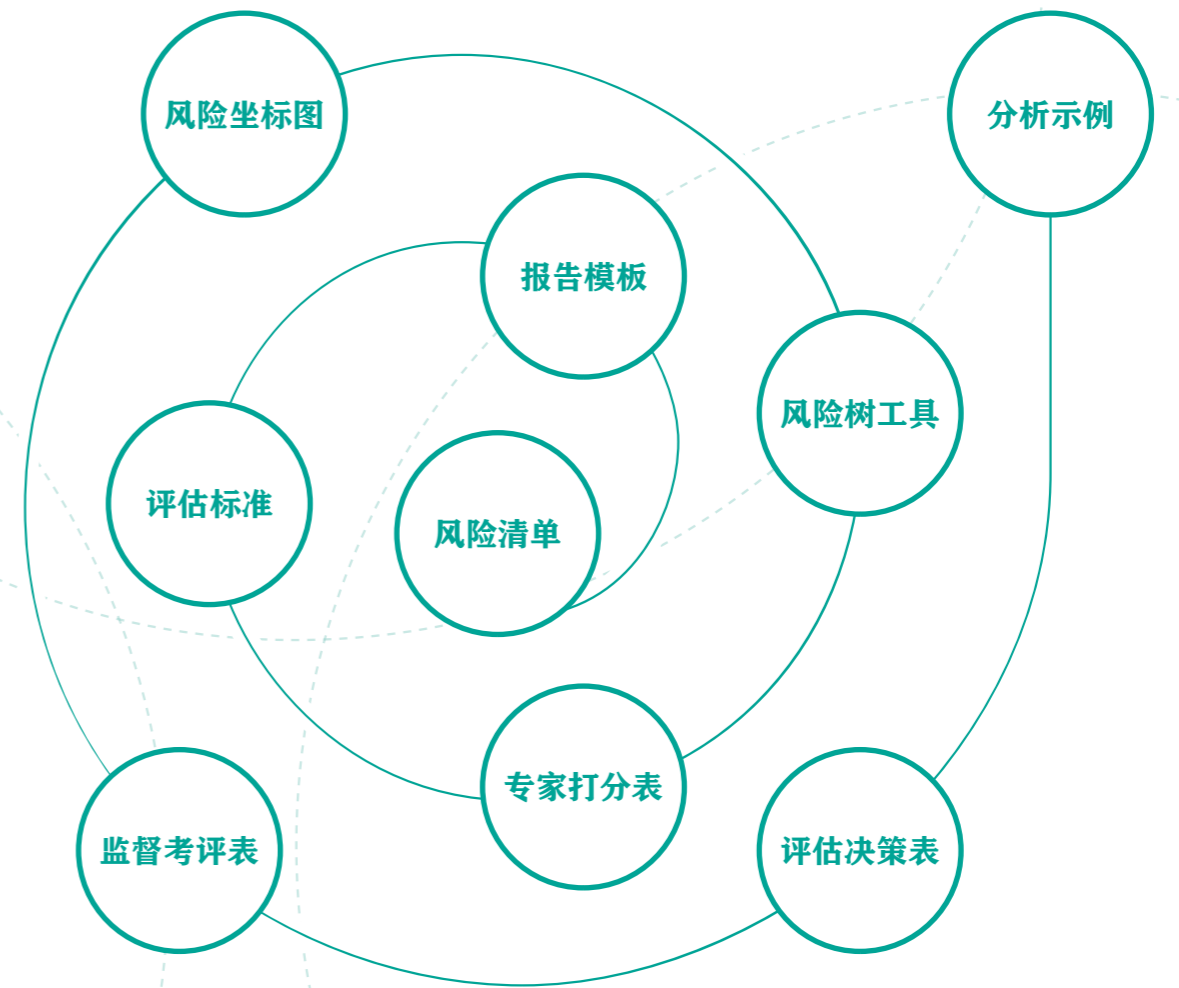 风险坐标图
分析示例
报告模板
风险树工具
评估标准
风险清单
专家打分表
监督考评表
评估决策表